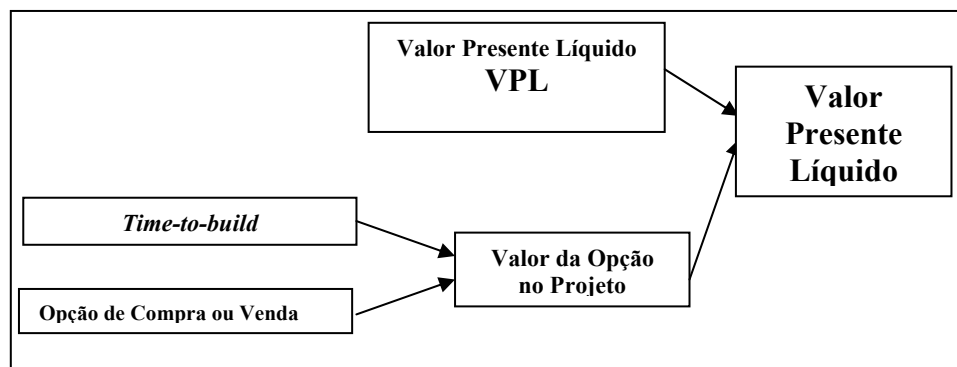 Valor Presente Líquido
VPL
Valor
Presente
Líquido
Time-to-build
Valor da Opção
no Projeto
Opção de Compra ou Venda